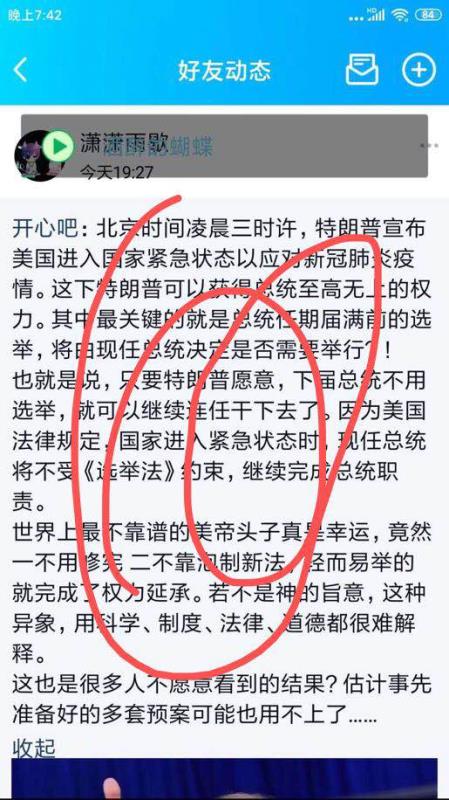 晚上7:42
HD
84
好友动态
潇潇雨歇
今天19:27
开心吧：北京时间凌晨三时许，特朗普宣布
美国进入国家紧急状态以应对新冠肺炎疫
情。这下特朗普可以获得总统至高无上的权
力。其中最关键的就是总统任期届满前的选
举，将由现任总统决定是否需要举行了！
也就是说，只要特朗普愿意，下届总统不用
选举，就可以继续连任干下去了。因为美国
法律规定，国家进入紧急状态时，现任总统
将不受《选举法》约束，继续完成总统职
责。
世界上最不靠谱的美帝头子真是幸运，竟然
一不用修宪 二不靠泡制新法，轻而易举的
就完成了权力延承。若不是神的旨意，这种
异象，用科学、制度、法律、道德都很难解
释。
这也是很多人不愿意看到的结果？估计事先
准备好的多套预案可能也用不上了……
收起